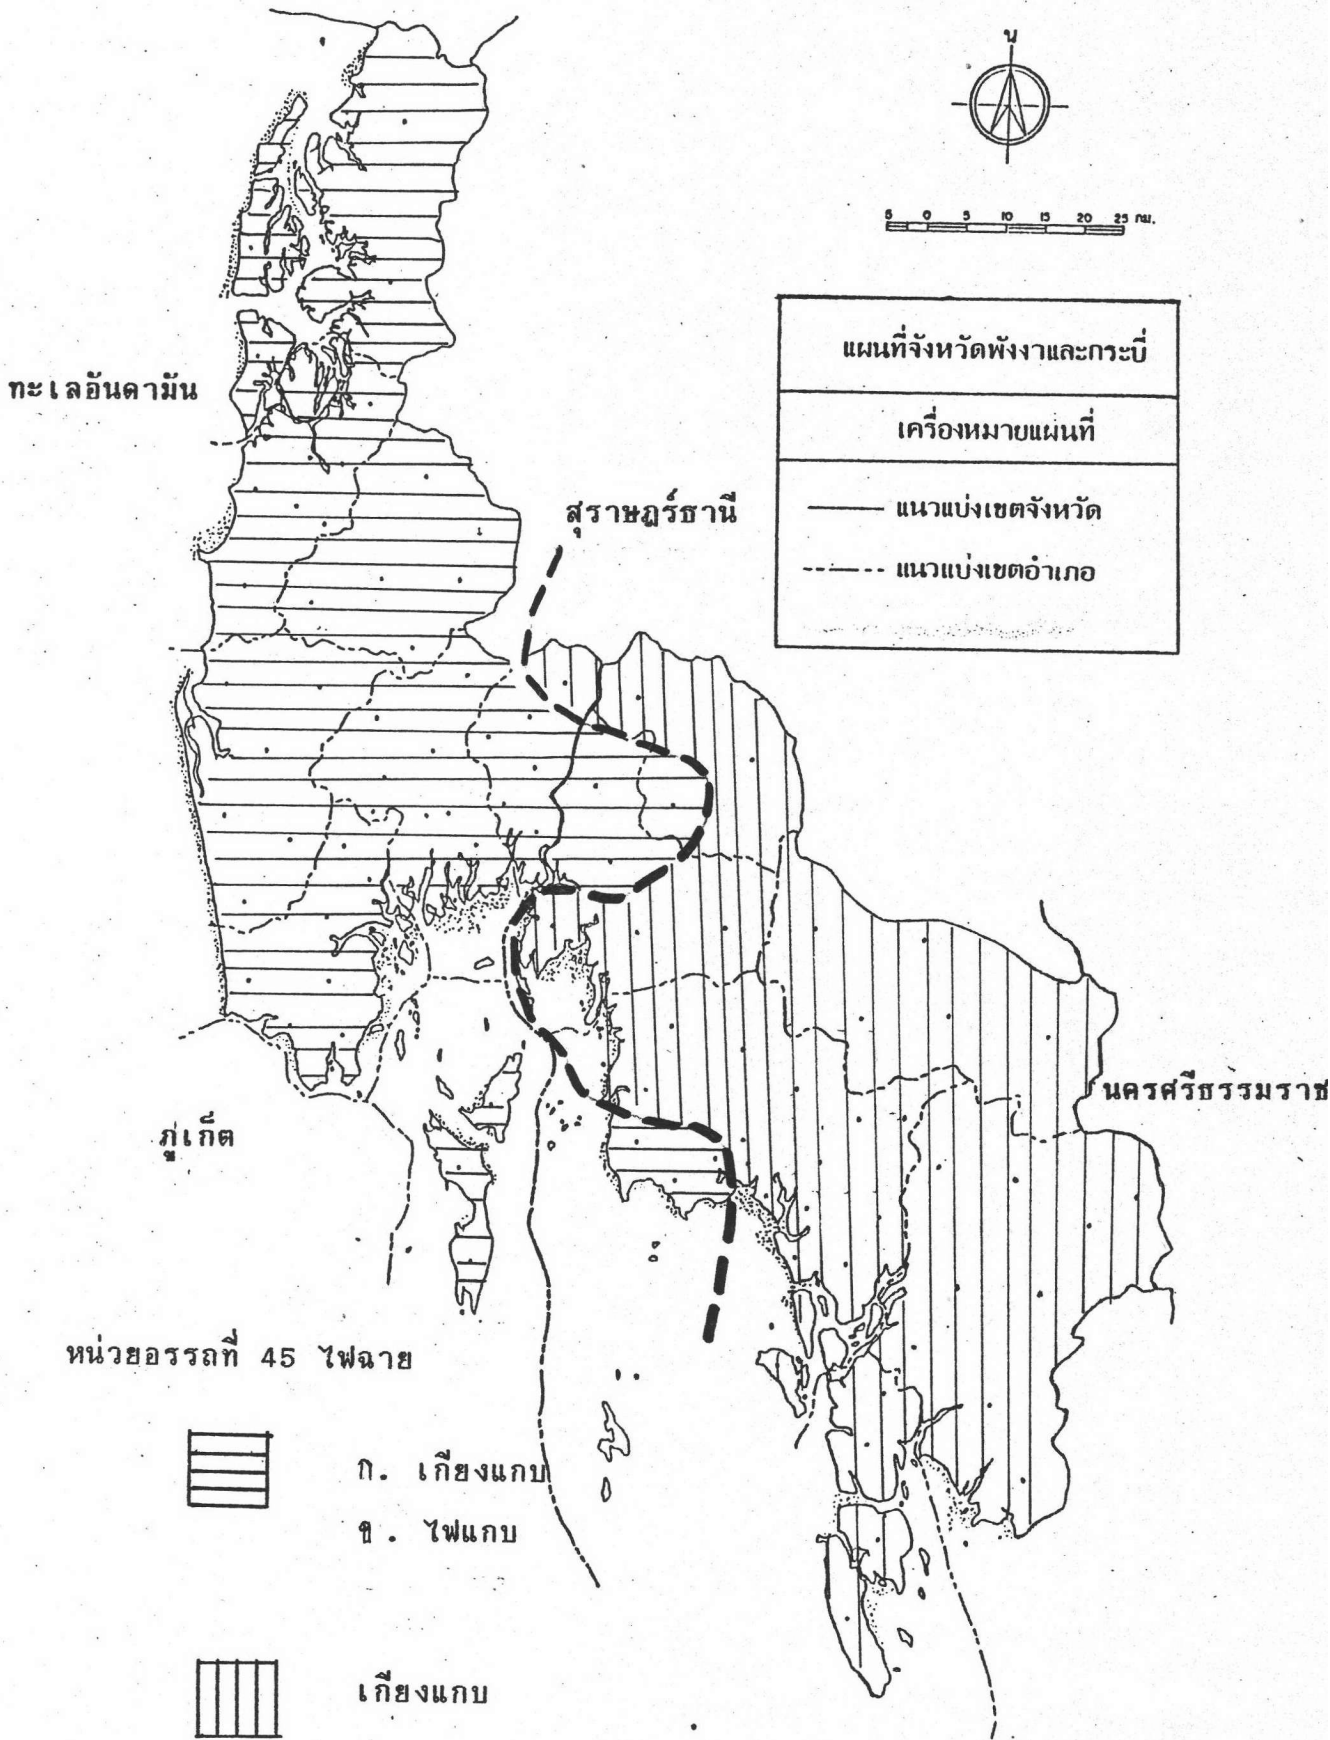 น
5 0 5 10 15 20 25 กม.
แผนที่จังหวัดพังงาและกระบี่
เครื่องหมายแผ่นที่
แนวแบ่งเขตจังหวัด
แนวแบ่งเขตอำเภอ
ทะเลอันดามัน
สุราษฎร์ธานี
นครศรีธรรมราช
ภูเก็ต
หน่วยอรรถที่ 45 ไฟฉาย
ก. เกียงแกบ
ข. ไฟแกบ
เกียงแกบ